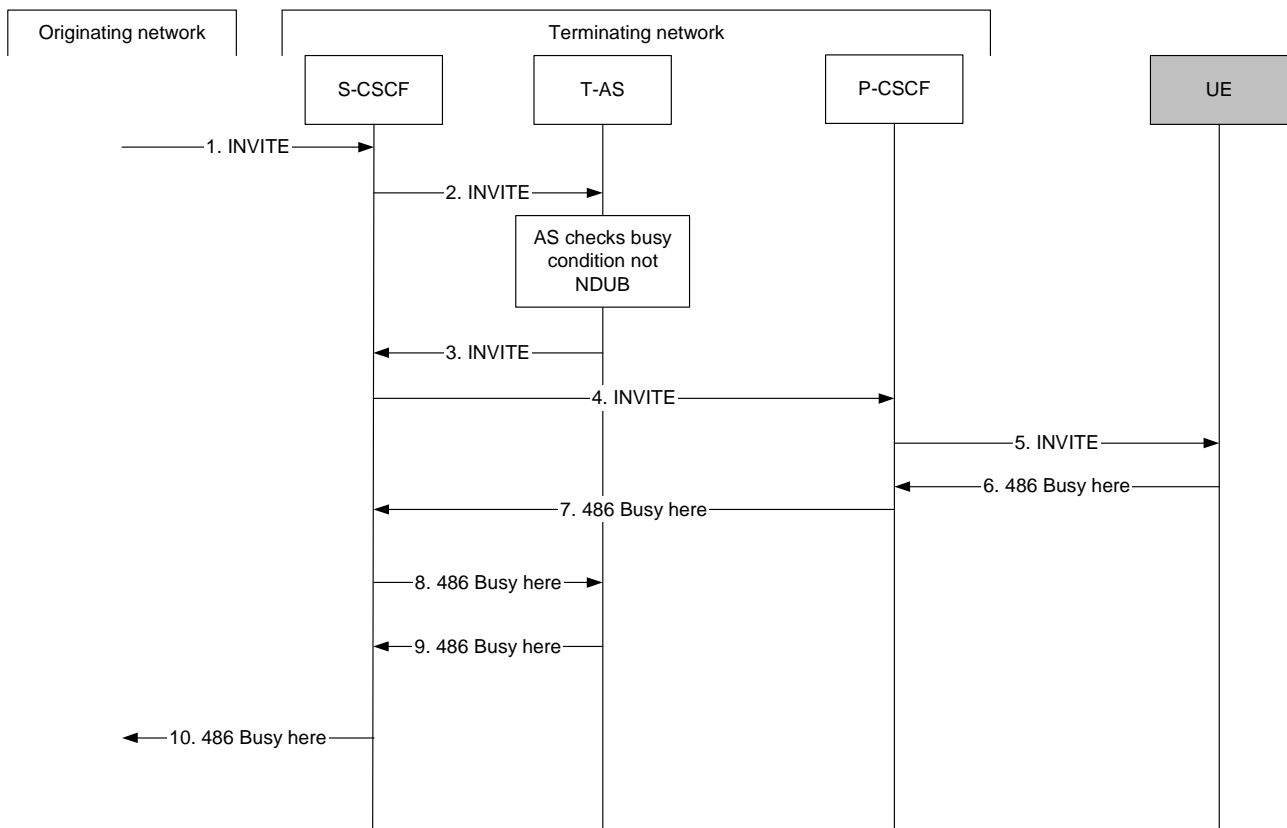 Originating network
Terminating network
S-CSCF
T-AS
P-CSCF
UE
1. INVITE
2. INVITE
AS checks busy
condition not
NDUB
3. INVITE
4. INVITE
5. INVITE
6. 486 Busy here
7. 486 Busy here
8. 486 Busy here
9. 486 Busy here
10. 486 Busy here